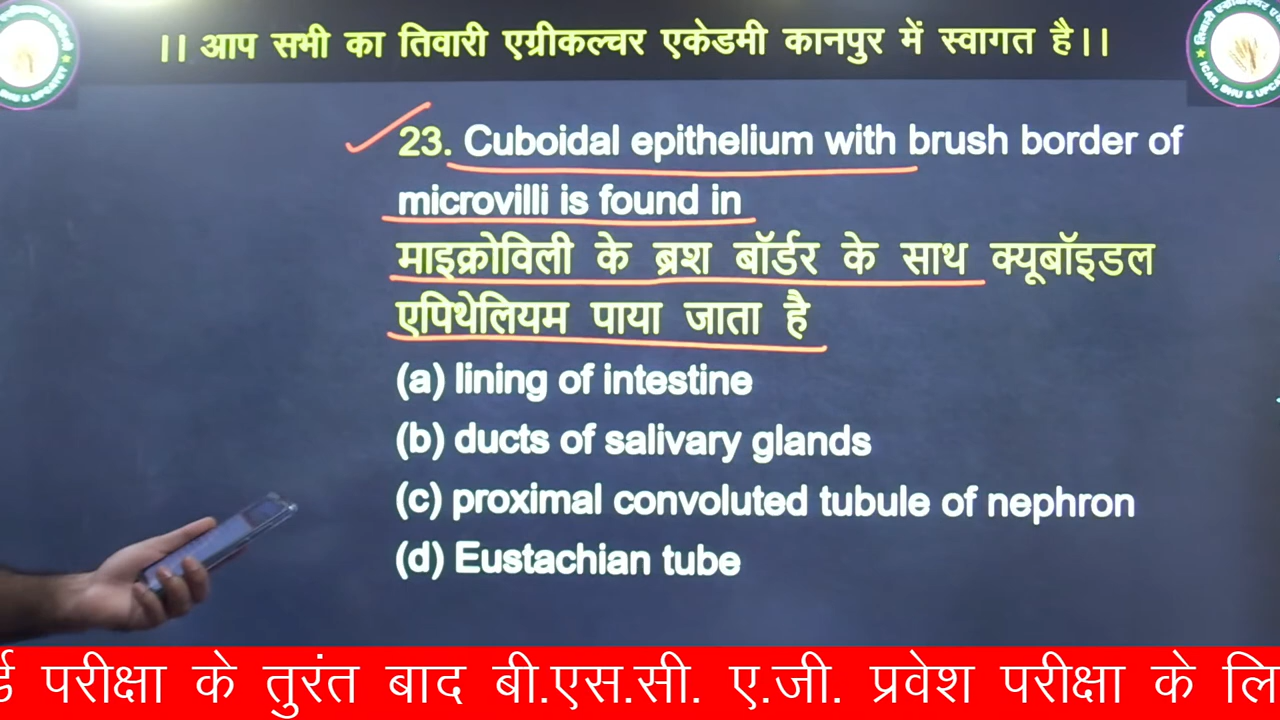 ।। आप सभी का तिवारी एग्रीकल्चर एकेडमी कानपुर में स्वागत है।।
23. Cuboidal epithelium with brush border of
microvilli is found in
माइक्रोविली के ब्रश बॉर्डर के साथ क्यूबॉइडल
एपिथेलियम पाया जाता है
(a) lining of intestine
(b) ducts of salivary glands
(c) proximal convoluted tubule of nephron
(d) Eustachian tube
परीक्षा के तुरंत बाद बी.एस.सी. ए.जी. प्रवेश परीक्षा के